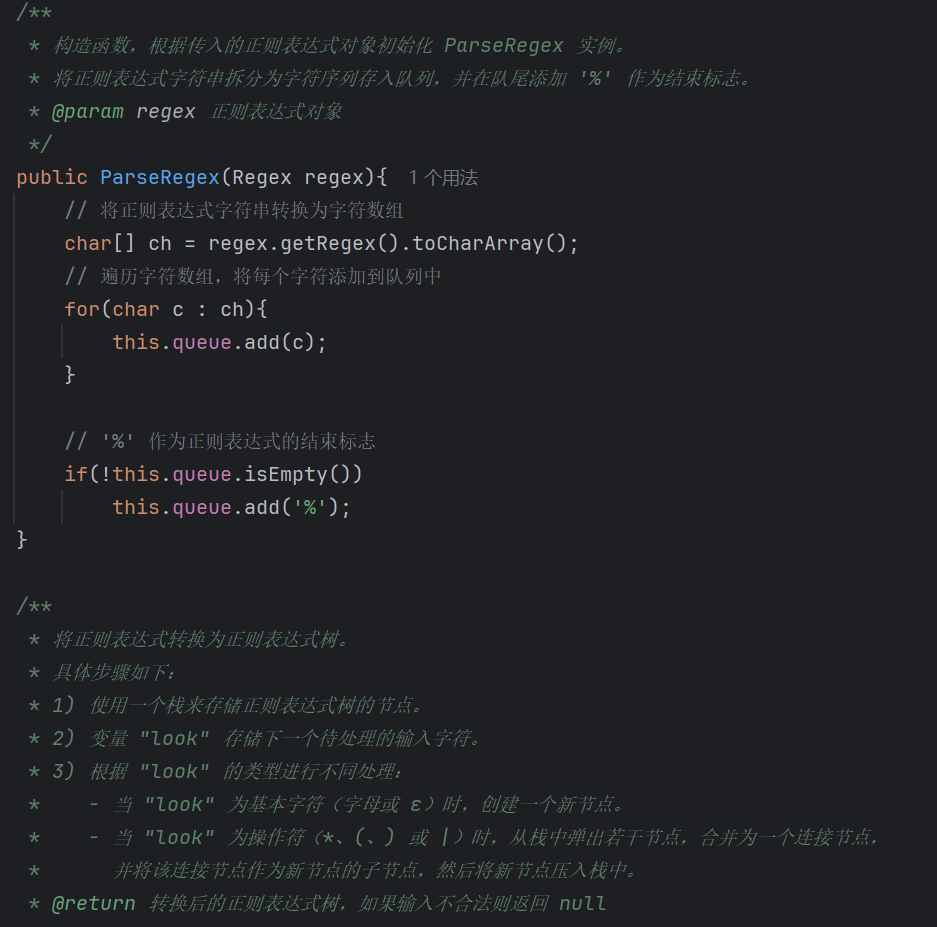 /**
 * 构造函数，根据传入的正则表达式对象初始化 ParseRegex 实例。
 * 将正则表达式字符串拆分为字符序列存入队列，并在队尾添加 '%' 作为结束标志。
 * @param regex 正则表达式对象
 */
public ParseRegex(Regex regex){ 1 个用法
    // 将正则表达式字符串转换为字符数组
    char[] ch = regex.getRegex().toCharArray();
    // 遍历字符数组，将每个字符添加到队列中
    for(char c : ch){
        this.queue.add(c);
    }
    // '%' 作为正则表达式的结束标志
    if(!this.queue.isEmpty())
        this.queue.add('%');
}
/**
 * 将正则表达式转换为正则表达式树。
 * 具体步骤如下：
 * 1) 使用一个栈来存储正则表达式树的节点。
 * 2) 变量 "look" 存储下一个待处理的输入字符。
 * 3) 根据 "look" 的类型进行不同处理：
 *    - 当 "look" 为基本字符（字母或 ε）时，创建一个新节点。
 *    - 当 "look" 为操作符（*、(、) 或 |）时，从栈中弹出若干节点，合并为一个连接节点，
 *      并将该连接节点作为新节点的子节点，然后将新节点压入栈中。
 * @return 转换后的正则表达式树，如果输入不合法则返回 null